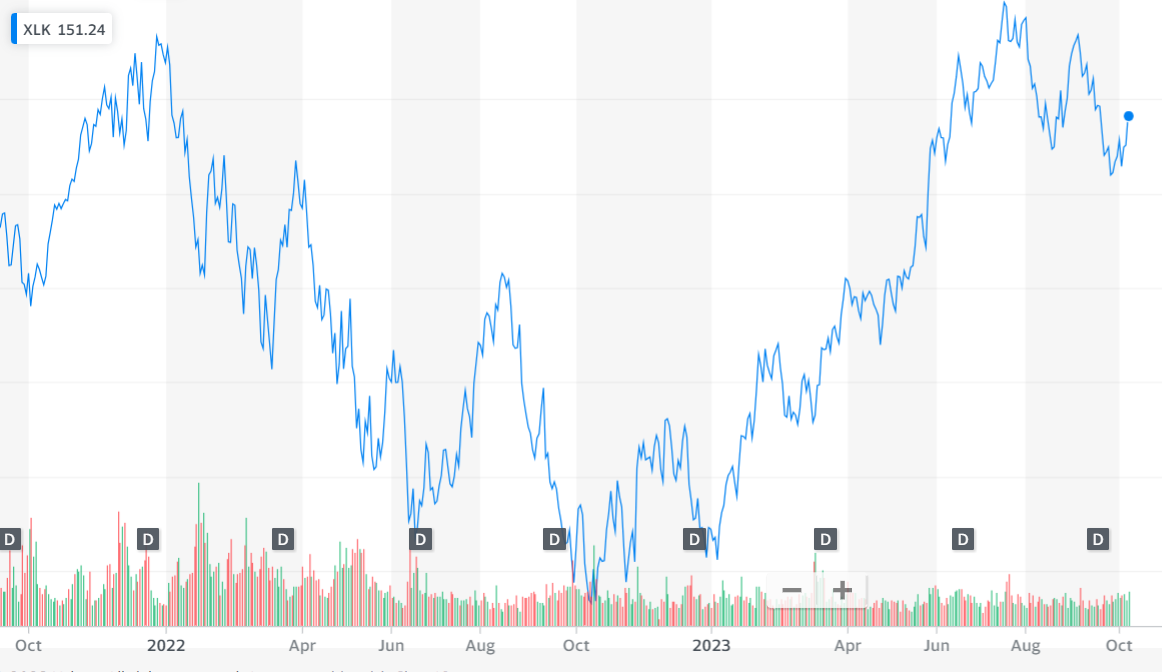 XLK 151.24
D D D D D D D D D
− +
Oct 2022 Apr Jun Aug Oct 2023 Apr Jun Aug Oct